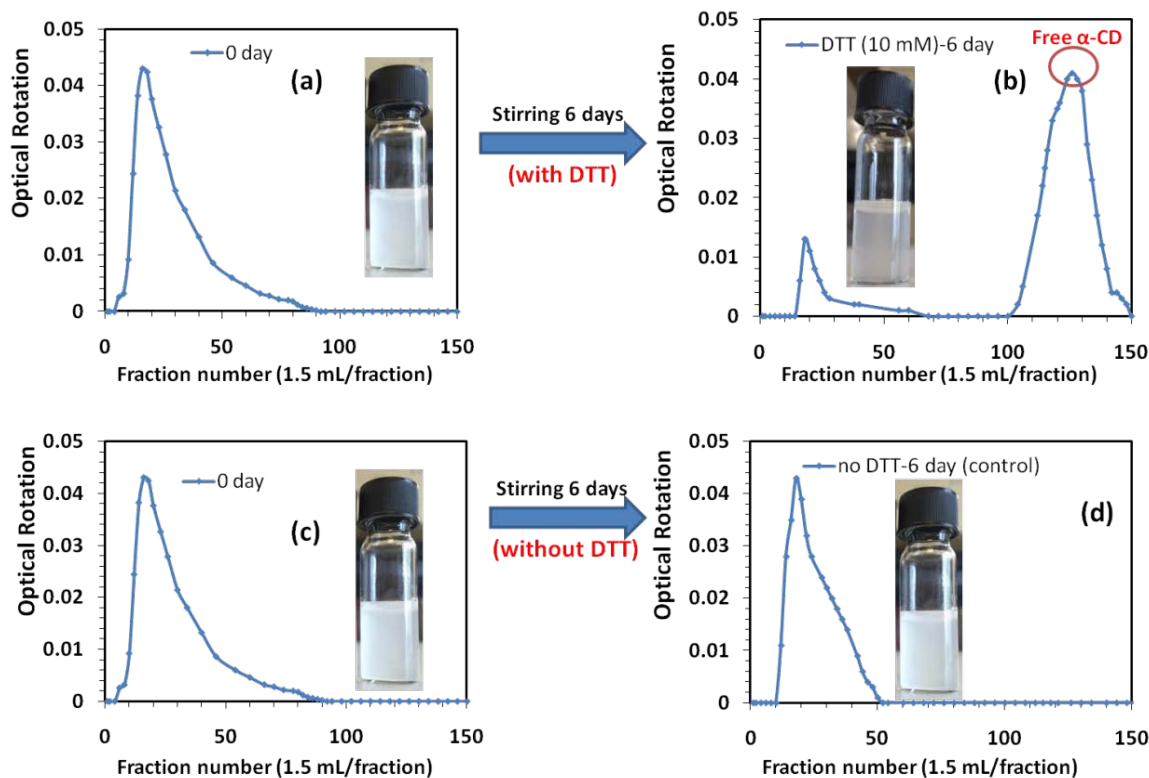 Optical Rotation
0.05
0.04
0.03
0.02
0.01
0
0 day
(a)
0 50 100 150
Fraction number (1.5 mL/fraction)
Stirring 6 days
(with DTT)
Optical Rotation
0.05
0.04
0.03
0.02
0.01
0
DTT (10 mM)-6 day
Free α-CD
(b)
0 50 100 150
Fraction number (1.5 mL/fraction)
Optical Rotation
0.05
0.04
0.03
0.02
0.01
0
0 day
(c)
0 50 100 150
Fraction number (1.5 mL/fraction)
Stirring 6 days
(without DTT)
Optical Rotation
0.05
0.04
0.03
0.02
0.01
0
no DTT-6 day (control)
(d)
0 50 100 150
Fraction number (1.5 mL/fraction)